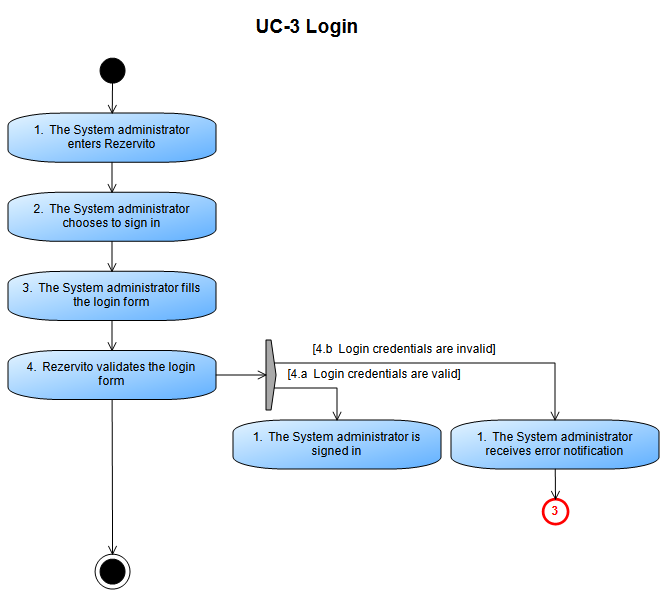 UC-3 Login
1. The System administrator
enters Rezervito
2. The System administrator
chooses to sign in
3. The System administrator fills
the login form
4. Rezervito validates the login
form
[4.b Login credentials are invalid]
[4.a Login credentials are valid]
1. The System administrator is
signed in
1. The System administrator
receives error notification
3